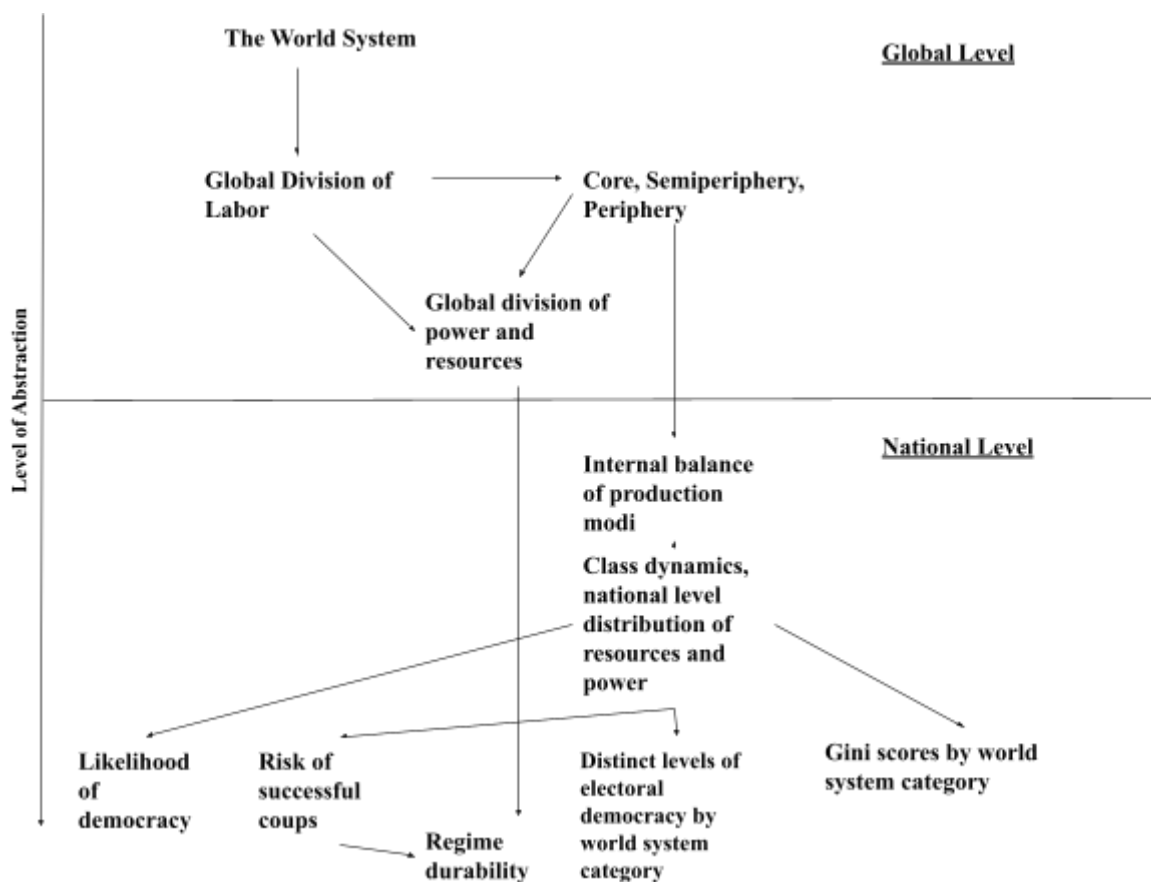 The World System
Global Level
Global Division of
Labor
Core, Semiperiphery,
Periphery
Global division of
power and
resources
Level of Abstraction
National Level
Internal balance
of production
modi
Class dynamics,
national level
distribution of
resources and
power
Likelihood
of
democracy
Risk of
successful
coups
Regime
durability
Distinct levels of
electoral
democracy by
world system
category
Gini scores by world
system category